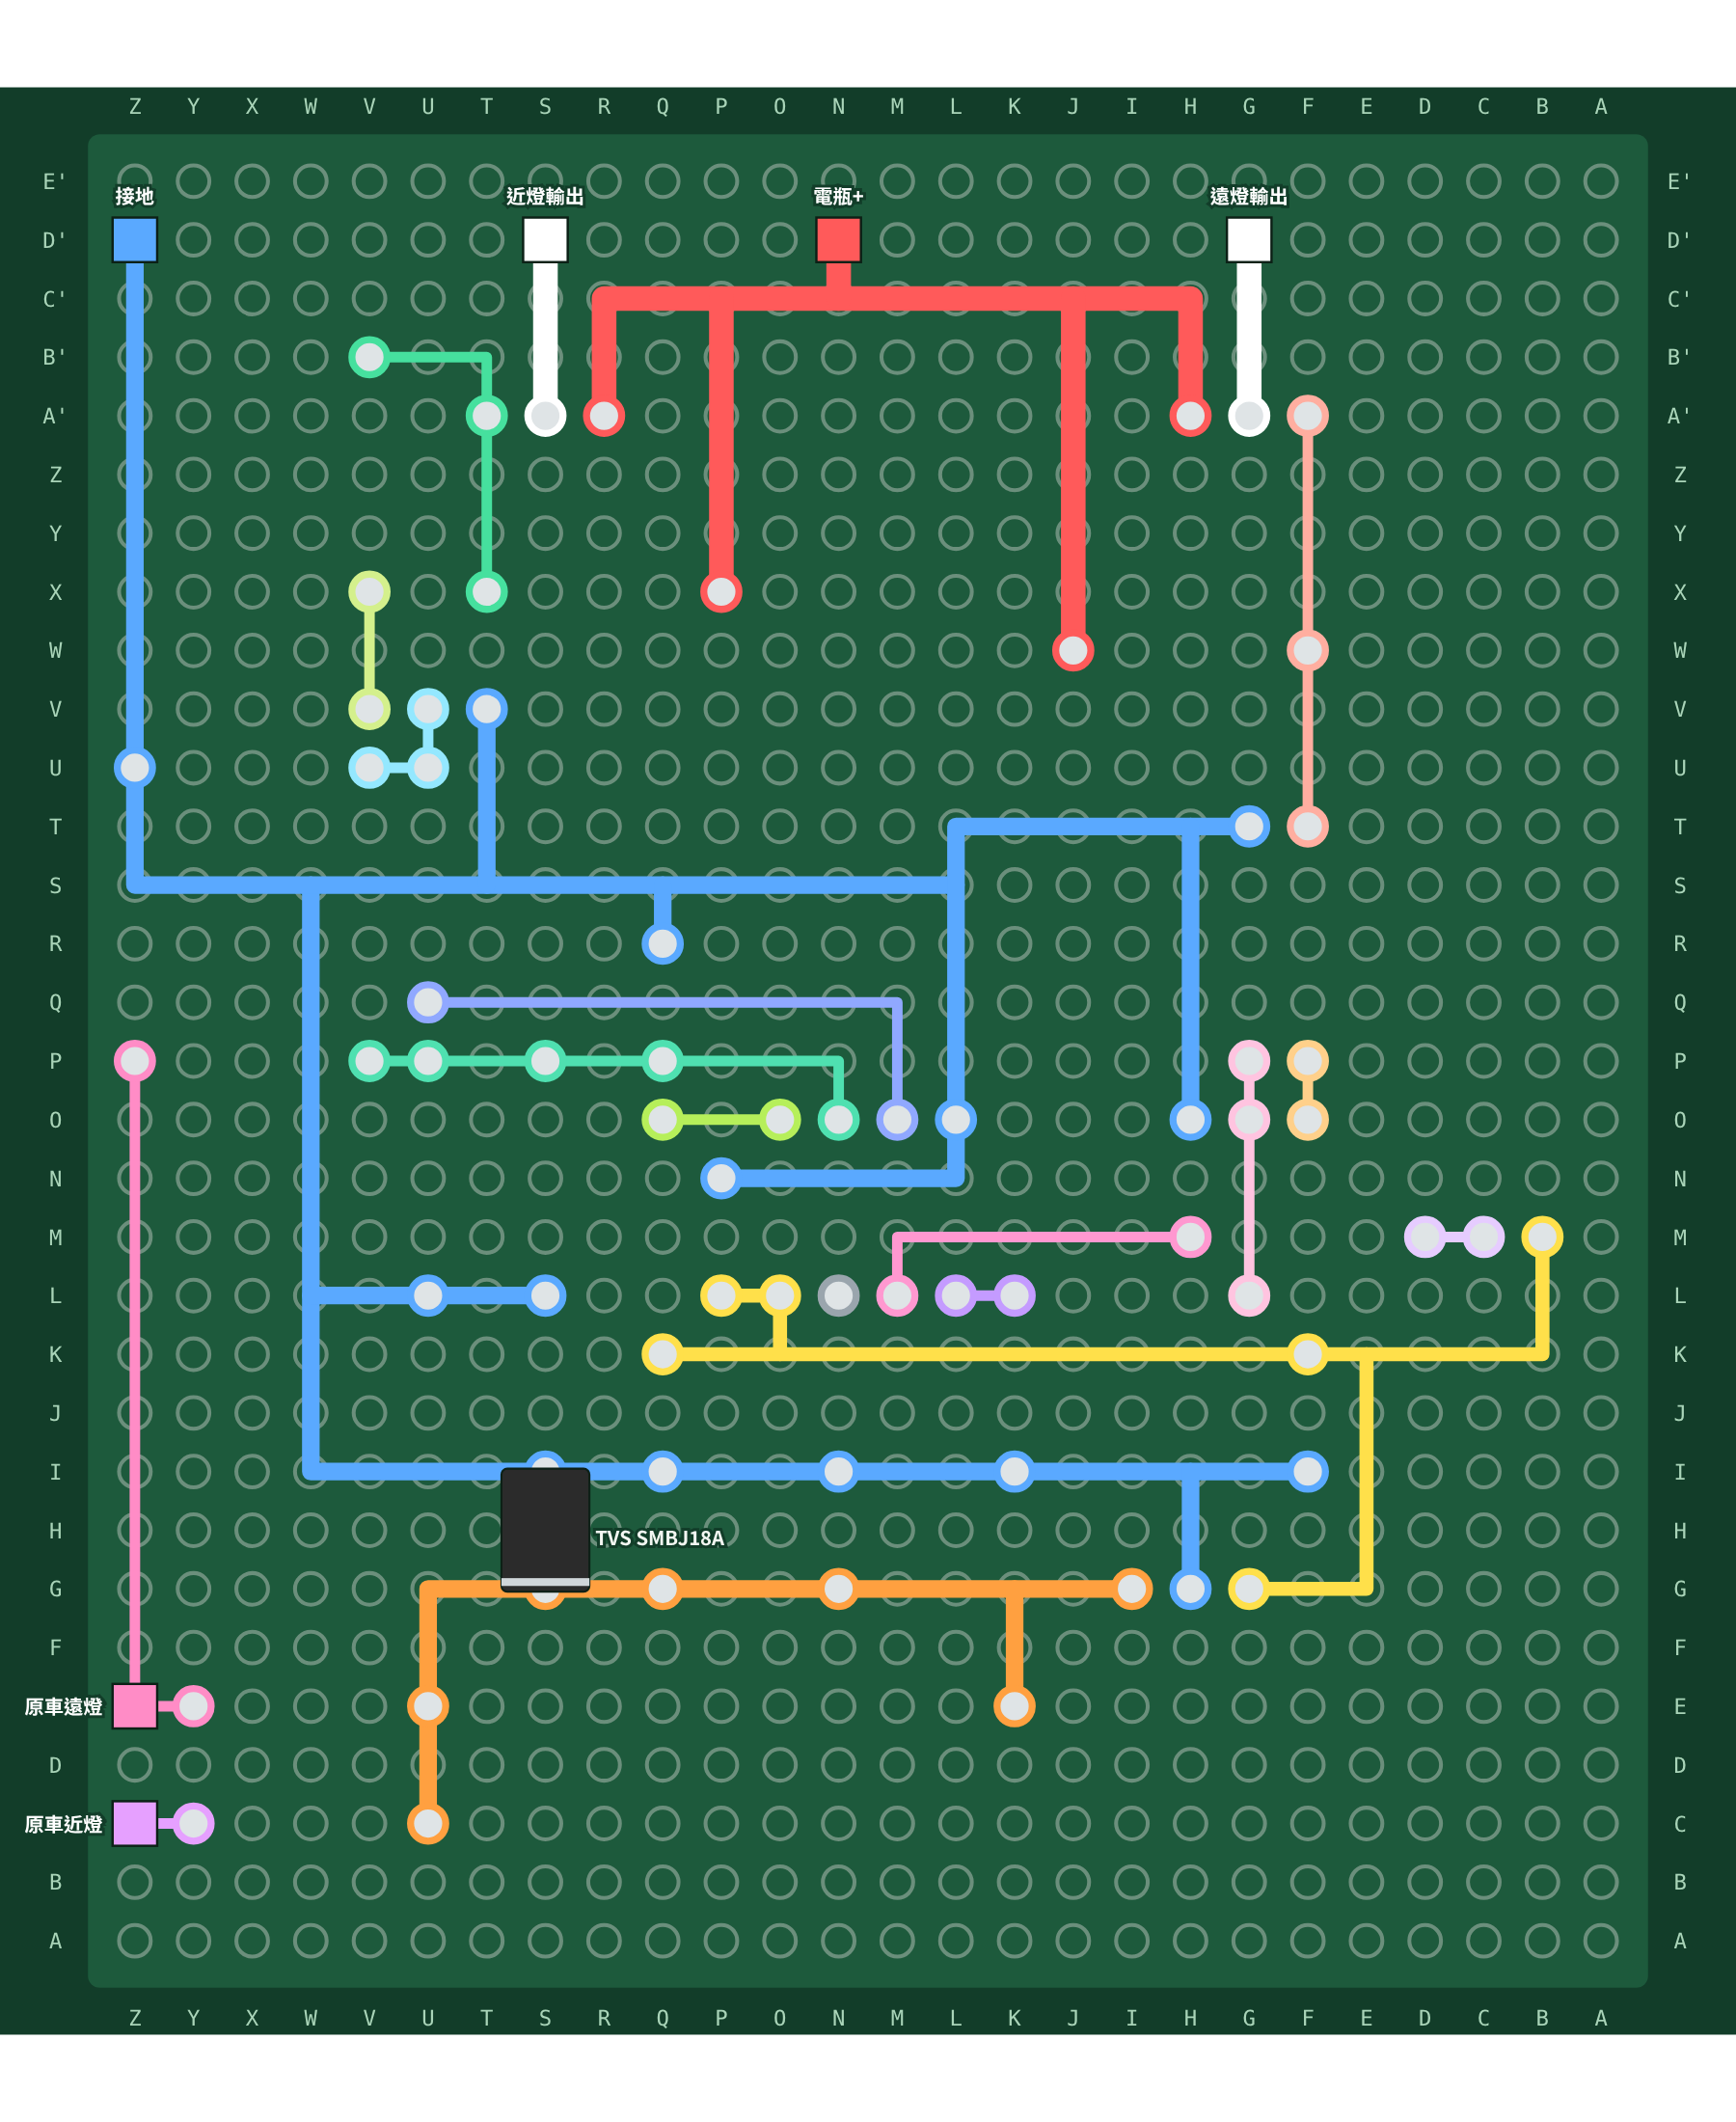 Z Y X W V U T S R Q P O N M L K J I H G F E D C B A
E' E'
接地 近燈輸出 電瓶+ 遠燈輸出
D' D'
C' C'
B' B'
A' A'
Z Z
Y Y
X X
W W
V V
U U
T T
S S
R R
Q Q
P P
O O
N N
M M
L L
K K
J J
I I
H TVS SMBJ18A H
G G
F F
原車遠燈 E
D D
原車近燈 C
B B
A A
Z Y X W V U T S R Q P O N M L K J I H G F E D C B A